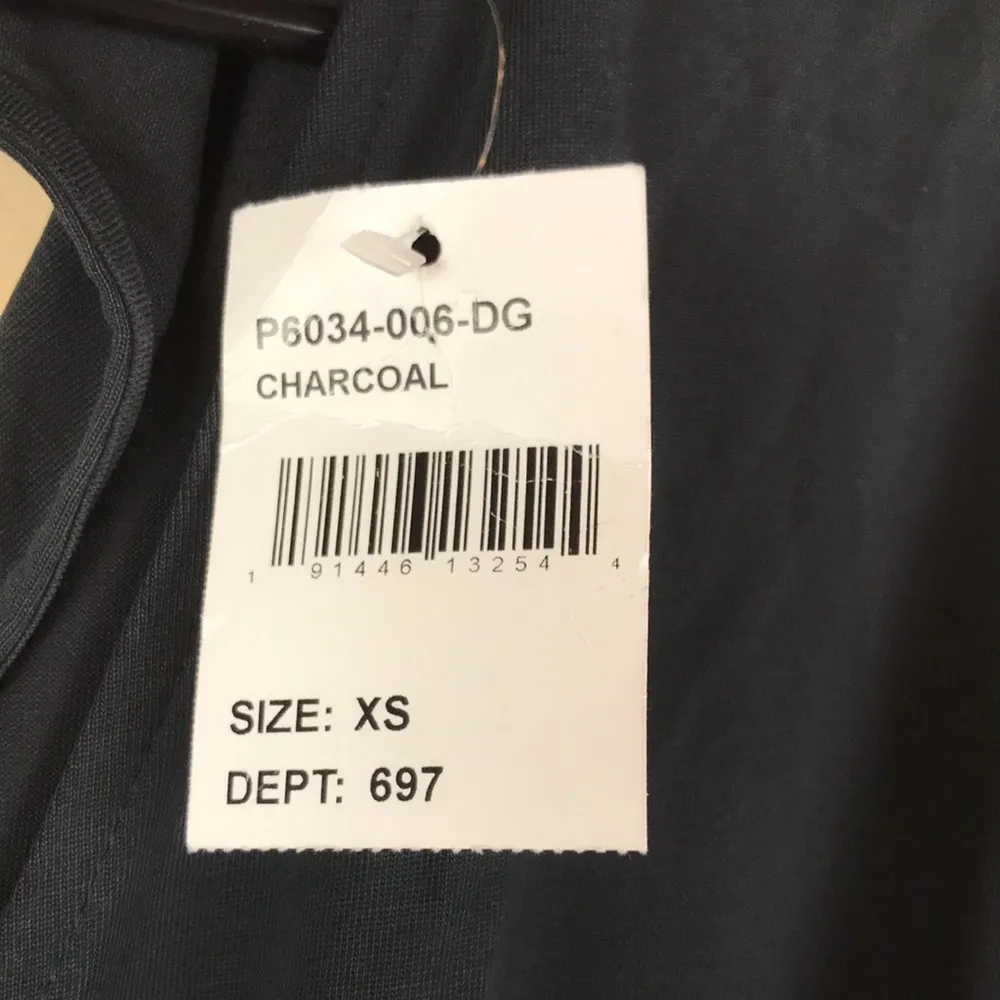 P6034-006-DG
CHARCOAL
1 91446 13254 4
SIZE: XS
DEPT: 697